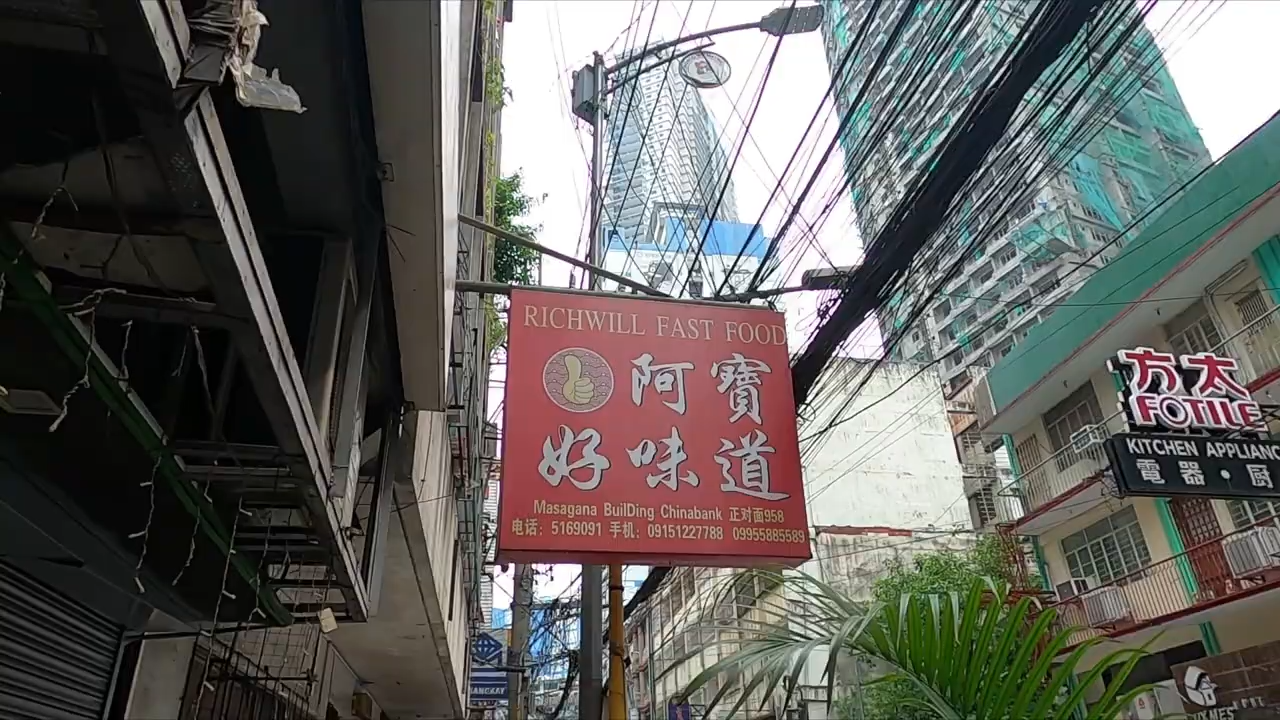 RICHWILL FAST FOOD
阿寶
好味道
Masagana BuilDing Chinabank 正对面958
电话: 5169091 手机: 09151227788 09955885589
方太
FOTILE
KITCHEN APPLIANC
電器·廚